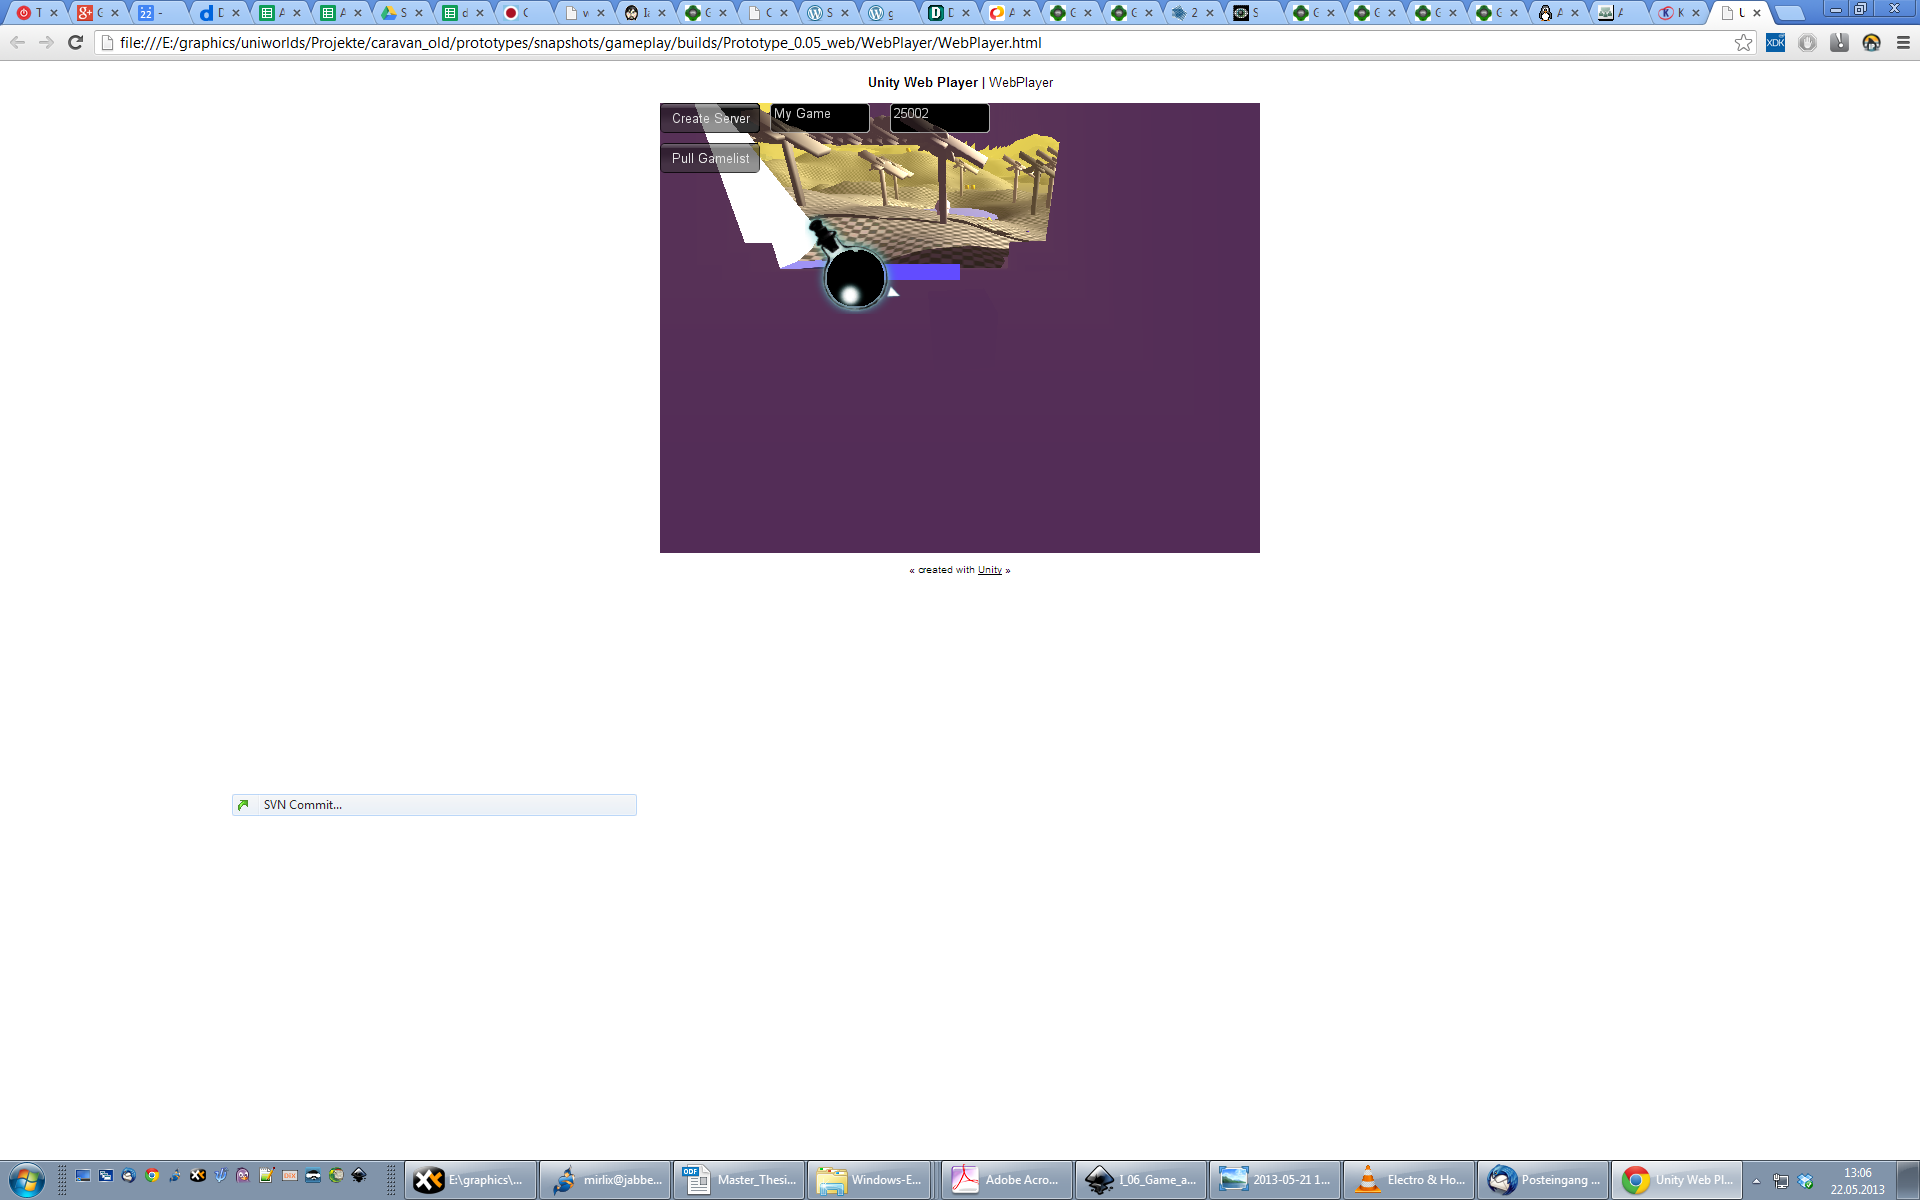 file:///E:/graphics/uniworlds/Projekte/caravan_old/prototypes/snapshots/gameplay/builds/Prototype_0.05_web/WebPlayer/WebPlayer.html
Unity Web Player | WebPlayer
Create Server
My Game
25002
Pull Gamelist
« created with Unity »
SVN Commit...
E:\graphics\...
mirlix@jabbe...
Master_Thesi...
Windows-E...
Adobe Acro...
I_06_Game_a...
2013-05-21 1...
Electro & Ho...
Posteingang ...
Unity Web Pl...
13:06
22.05.2013